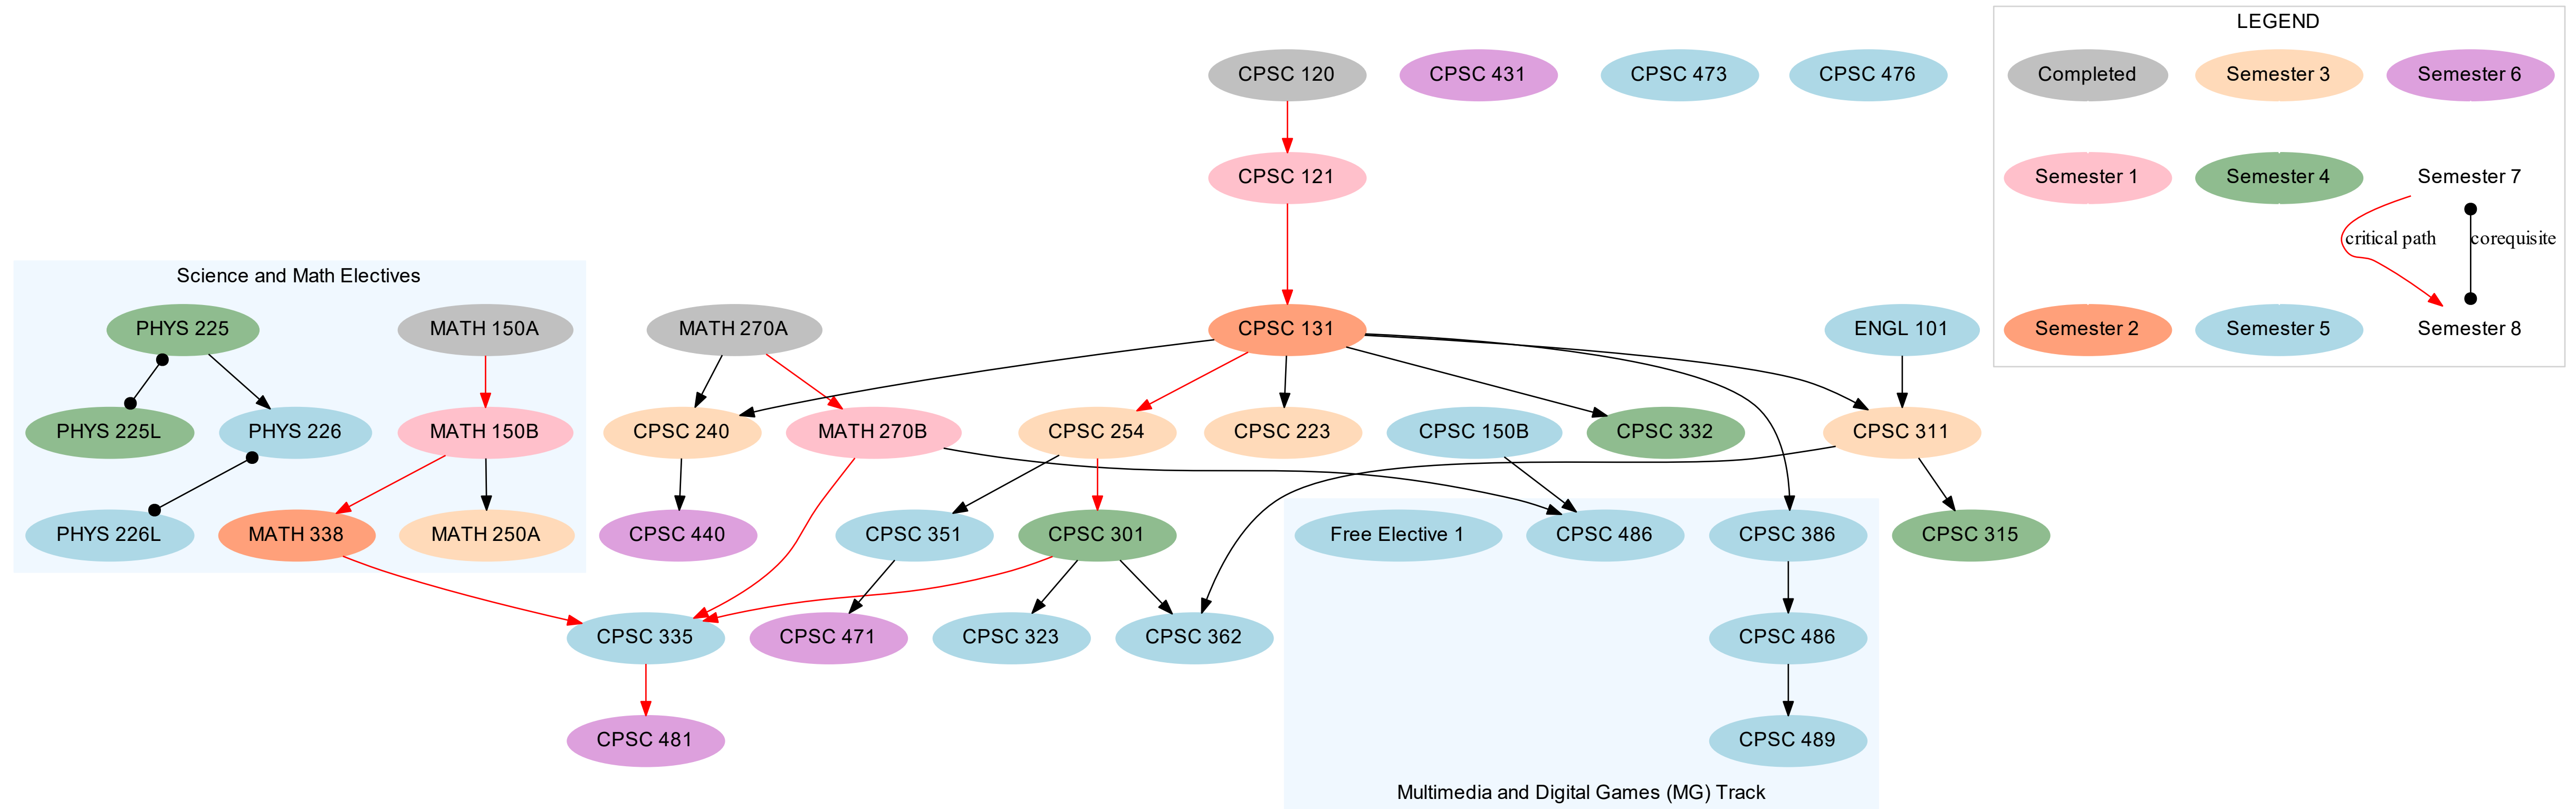 LEGEND
CPSC 120
CPSC 431
CPSC 473
CPSC 476
Completed
Semester 3
Semester 6
CPSC 121
Semester 1
Semester 4
Semester 7
critical path
corequisite
Science and Math Electives
PHYS 225
MATH 150A
MATH 270A
CPSC 131
ENGL 101
Semester 2
Semester 5
Semester 8
PHYS 225L
PHYS 226
MATH 150B
CPSC 240
MATH 270B
CPSC 254
CPSC 223
CPSC 150B
CPSC 332
CPSC 311
PHYS 226L
MATH 338
MATH 250A
CPSC 440
CPSC 351
CPSC 301
Free Elective 1
CPSC 486
CPSC 386
CPSC 315
CPSC 335
CPSC 471
CPSC 323
CPSC 362
CPSC 486
CPSC 481
CPSC 489
Multimedia and Digital Games (MG) Track